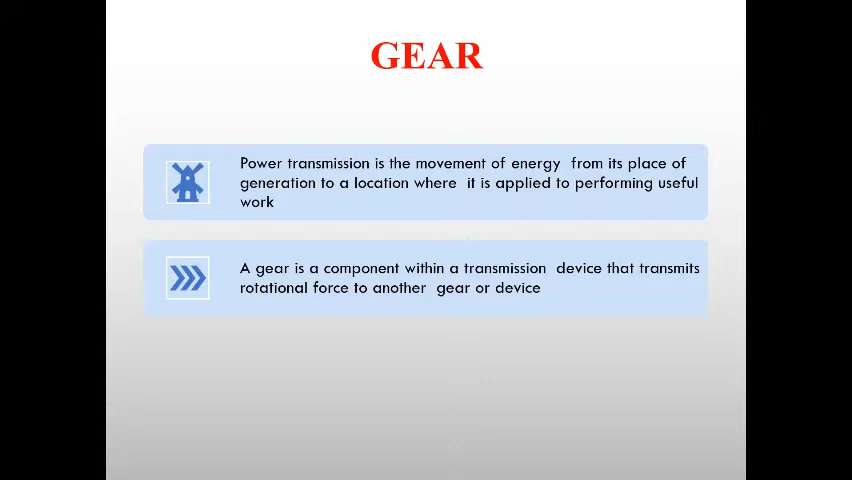 GEAR
Power transmission is the movement of energy  from its place of
generation to a location where  it is applied to performing useful
work
A gear is a component within a transmission  device that transmits
rotational force to another  gear or device